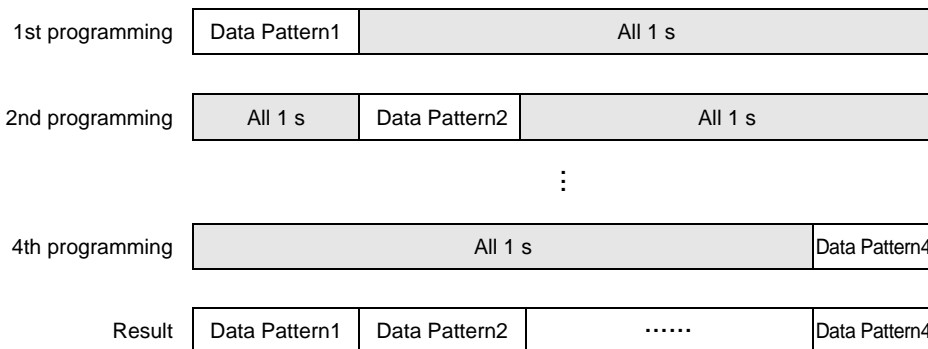 1st programming Data Pattern1 All 1 s
2nd programming All 1 s Data Pattern2 All 1 s
⋮
4th programming All 1 s Data Pattern4
Result Data Pattern1 Data Pattern2 ...... Data Pattern4